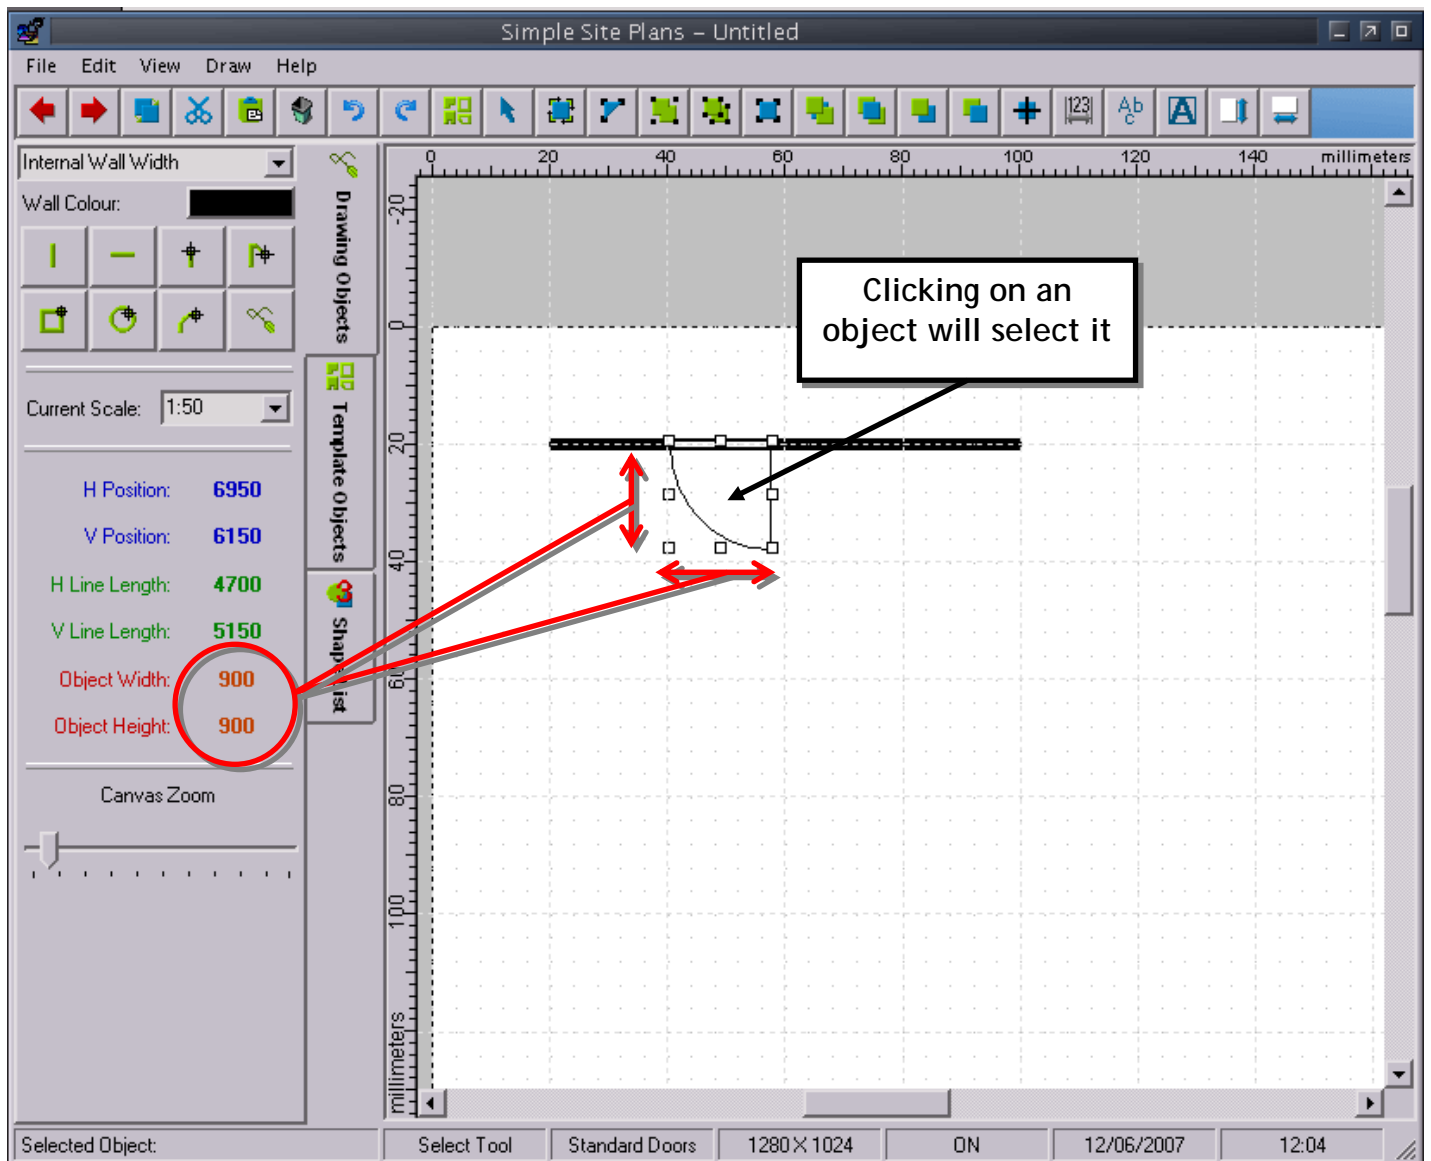 Simple Site Plans – Untitled
File Edit View Draw Help
123 Ab c A
Internal Wall Width
Wall Colour:
Current Scale: 1:50
H Position: 6950
V Position: 6150
H Line Length: 4700
V Line Length: 5150
Object Width: 900
Object Height: 900
Canvas Zoom
Drawing Objects
Template Objects
0 20 40 60 80 100 120 140 millimeters
-20
0
20
40
60
80
100
millimeters
Clicking on an
object will select it
Selected Object: Select Tool Standard Doors 1280 X 1024 ON 12/06/2007 12:04